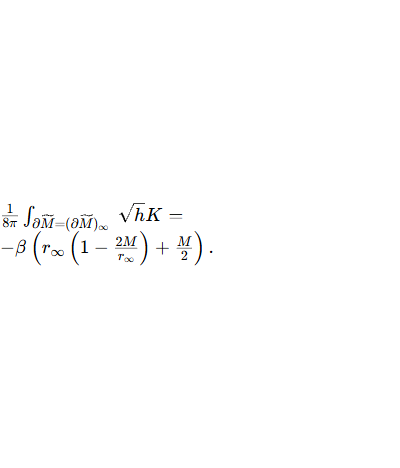 $\frac{1}{8\pi} \int_{\partial \widetilde{M} = (\partial \widetilde{M})_\infty} \sqrt{h} K =$
$-\beta \left( r_\infty \left( 1 - \frac{2M}{r_\infty} \right) + \frac{M}{2} \right).$